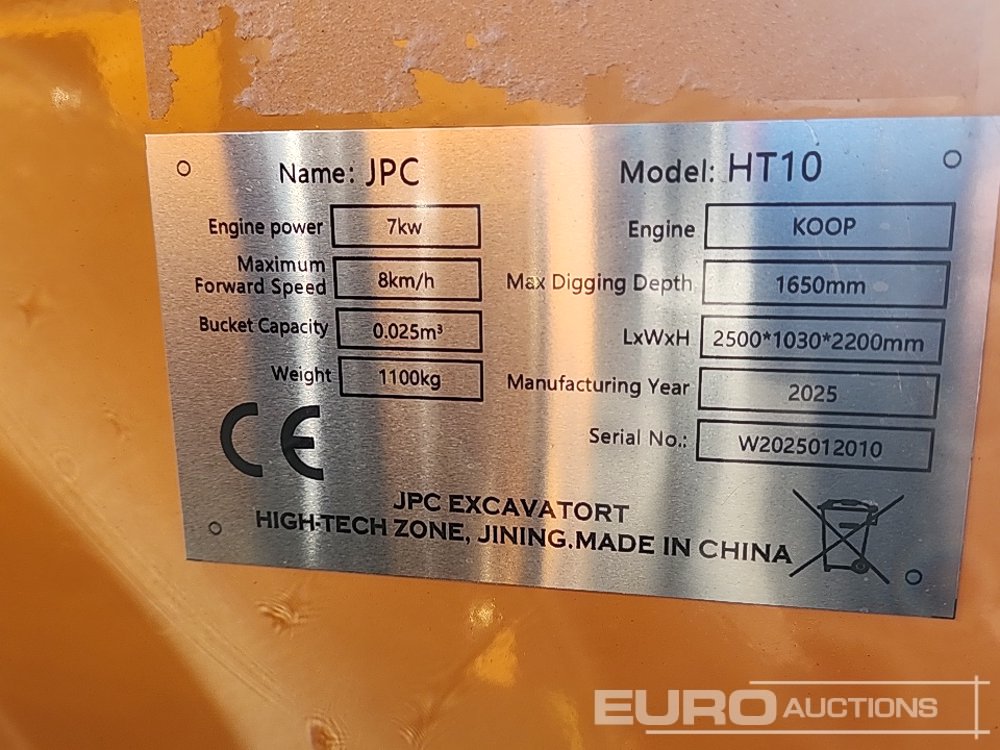 Name: JPC
Model: HT10
Engine power 7kw
Engine KOOP
Maximum
Forward Speed 8km/h
Max Digging Depth 1650mm
Bucket Capacity 0.025m³
LxWxH 2500*1030*2200mm
Weight 1100kg
Manufacturing Year 2025
Serial No.: W2025012010
CE
JPC EXCAVATORT
HIGH-TECH ZONE, JINING.MADE IN CHINA
EURO AUCTIONS